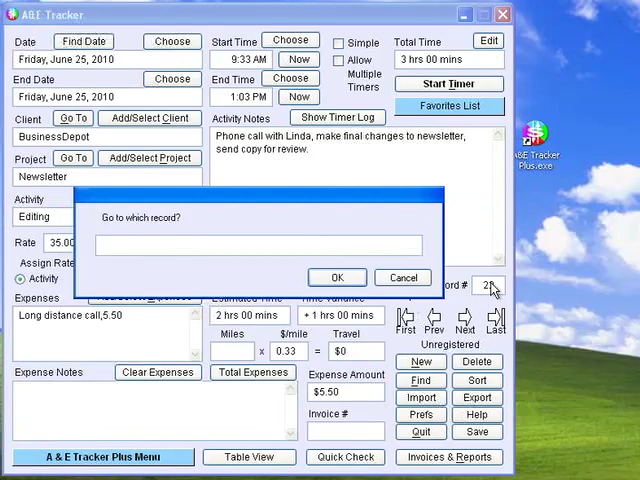 A&E Tracker
Date Find Date Choose
Friday, June 25, 2010
End Date Choose
Friday, June 25, 2010
Client Go To Add/Select Client
BusinessDepot
Project Go To Add/Select Project
Newsletter
Activity
Editing
Rate 35.00
Assign Rate
Activity
Start Time Choose
9:33 AM Now
End Time Choose
1:03 PM Now
Simple
Allow
Multiple
Timers
Total Time Edit
3 hrs 00 mins
Start Timer
Favorites List
Activity Notes Show Timer Log
Phone call with Linda, make final changes to newsletter,
send copy for review.
Go to which record?
OK Cancel
ord #
First Prev Next Last
Unregistered
Expenses
Long distance call,5.50
Estimated Time Time Variance
2 hrs 00 mins + 1 hrs 00 mins
Miles $/mile Travel
x 0.33 = $0
Expense Notes Clear Expenses Total Expenses
Expense Amount
$5.50
Invoice #
New Delete
Find Sort
Import Export
Prefs Help
Quit Save
A & E Tracker Plus Menu Table View Quick Check Invoices & Reports
A&E Tracker
Plus.exe